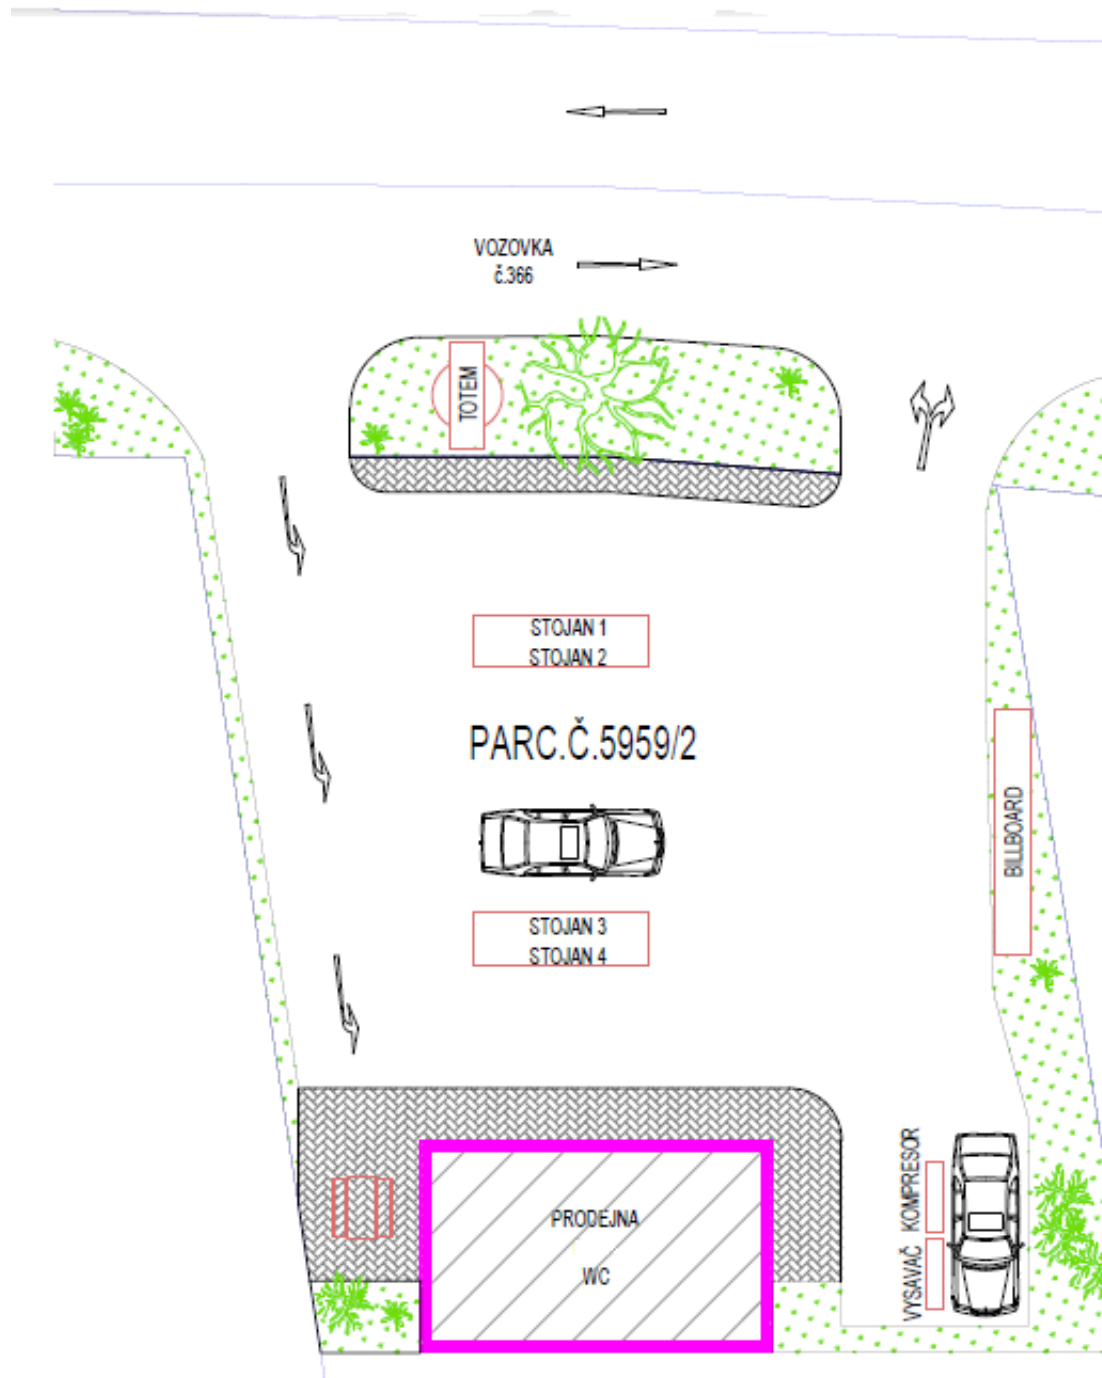 VOZOVKA
č.366
TOTEM
STOJAN 1
STOJAN 2
PARC.Č.5959/2
BILLBOARD
STOJAN 3
STOJAN 4
KOMPRESOR
VYSAVAČ
PRODEJNA
WC